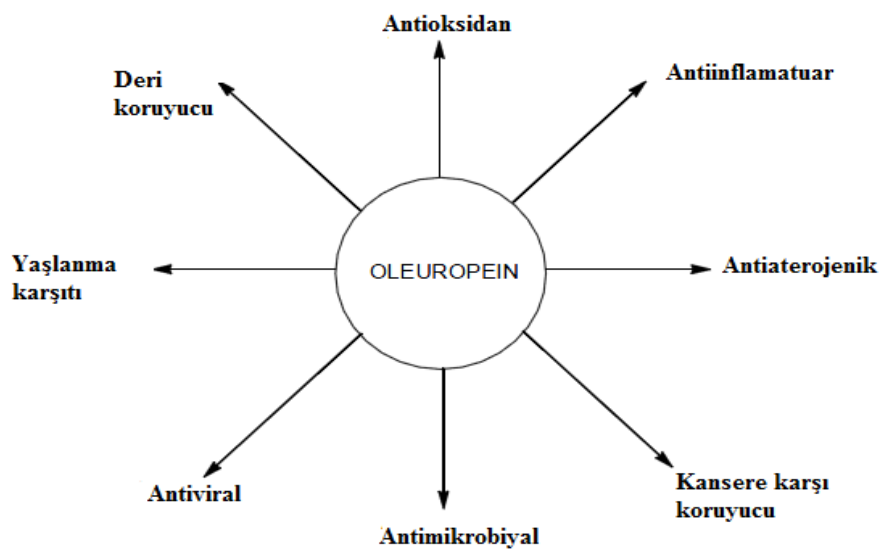 Antioksidan
Deri
koruyucu
Antiinflamatuar
Yaşlanma
karşıtı
OLEUROPEIN
Antiaterojenik
Antiviral
Antimikrobiyal
Kansere karşı
koruyucu